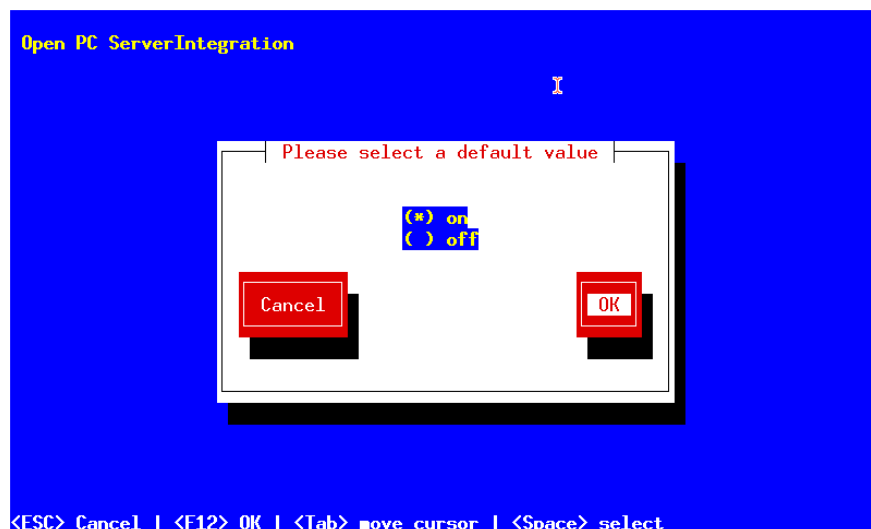 Open PC ServerIntegration
Please select a default value
(*) on
( ) off
Cancel
OK
<ESC> Cancel | <F12> OK | <Tab> move cursor | <Space> select